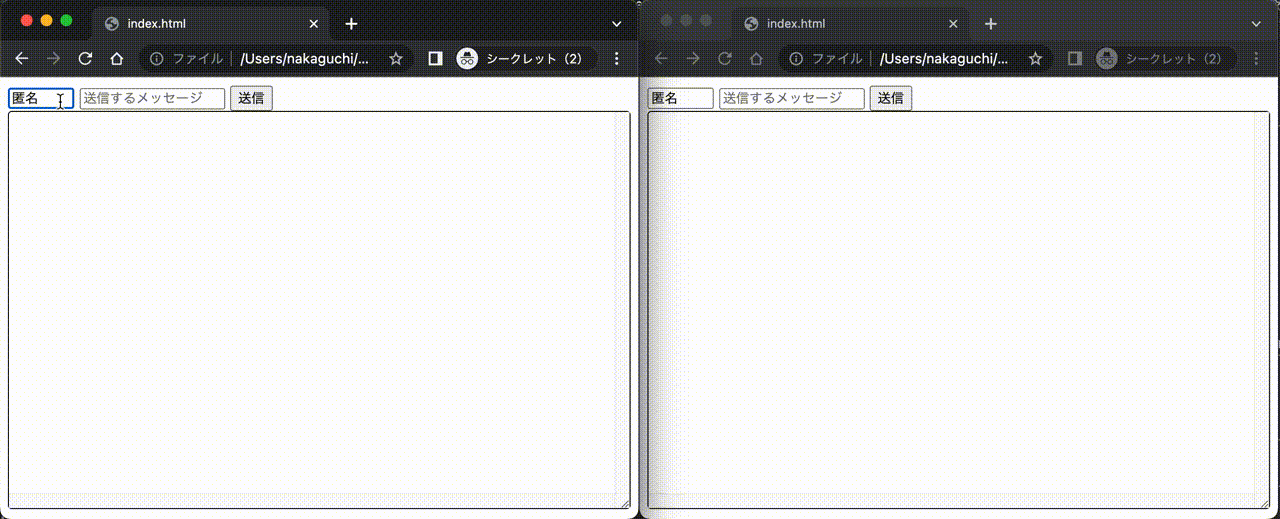 index.html
ファイル /Users/nakaguchi/... シークレット（2）
匿名 送信するメッセージ 送信
index.html
ファイル /Users/nakaguchi/... シークレット（2）
匿名 送信するメッセージ 送信